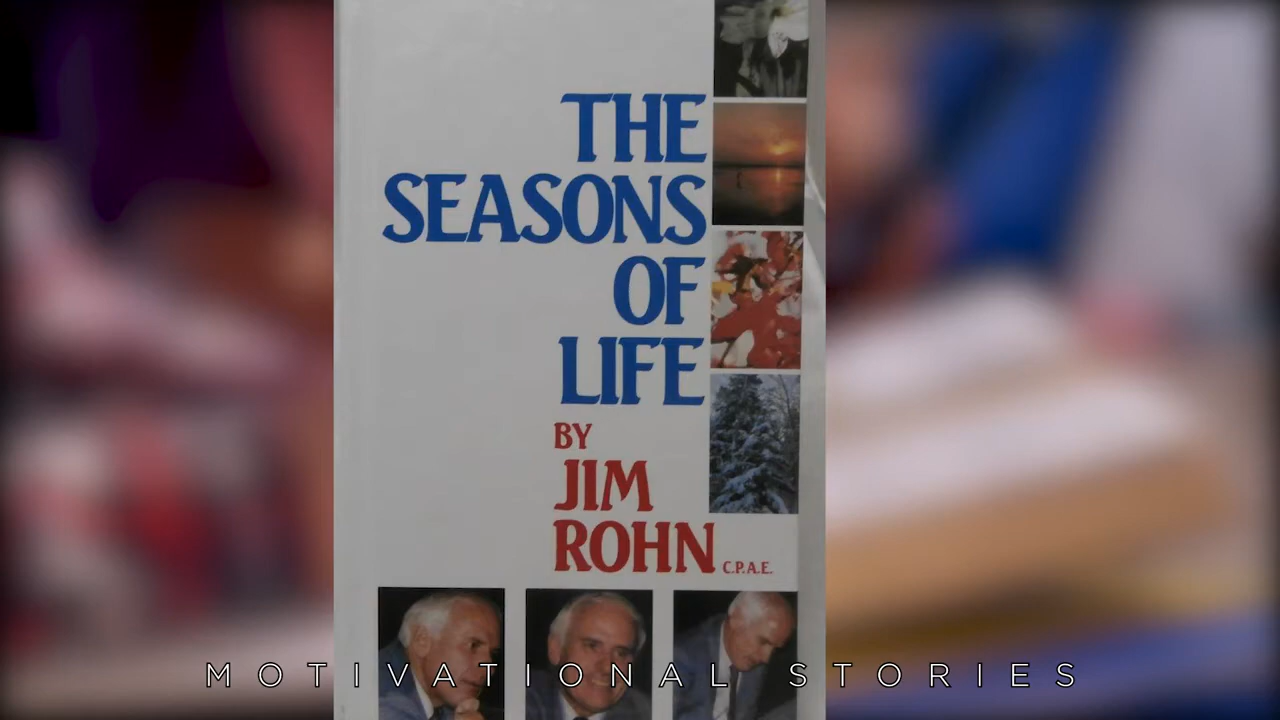 THE
SEASONS
OF
LIFE
BY
JIM
ROHN C.P.A.E.
MOTIVATIONAL STORIES